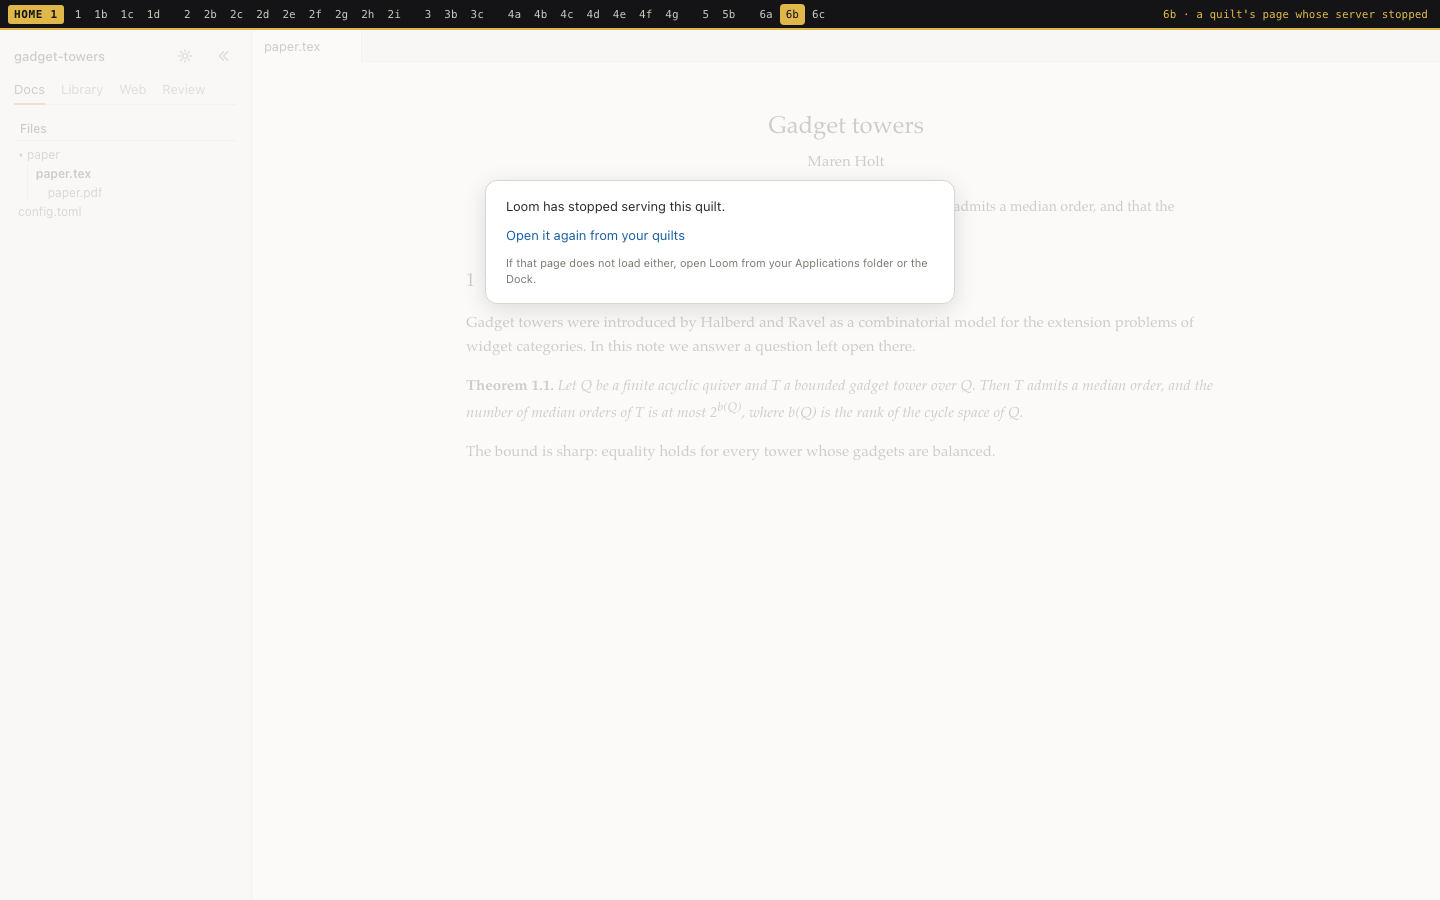 HOME 1 1 1b 1c 1d 2 2b 2c 2d 2e 2f 2g 2h 2i 3 3b 3c 4a 4b 4c 4d 4e 4f 4g 5 5b 6a 6b 6c 6b · a quilt's page whose server stopped
gadget-towers
Docs Library Web Review
Files
paper
paper.tex
paper.pdf
config.toml
paper.tex
Gadget towers
Maren Holt
admits a median order, and that the
Loom has stopped serving this quilt.
Open it again from your quilts
If that page does not load either, open Loom from your Applications folder or the
Dock.
1
Gadget towers were introduced by Halberd and Ravel as a combinatorial model for the extension problems of
widget categories. In this note we answer a question left open there.
Theorem 1.1. Let Q be a finite acyclic quiver and T a bounded gadget tower over Q. Then T admits a median order, and the
number of median orders of T is at most 2^b(Q), where b(Q) is the rank of the cycle space of Q.
The bound is sharp: equality holds for every tower whose gadgets are balanced.